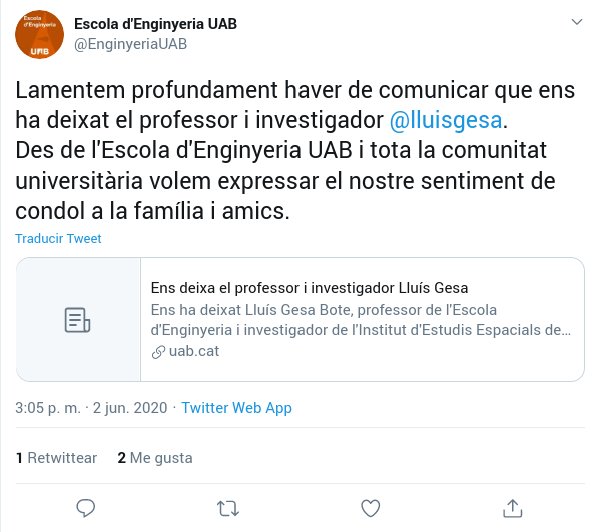 Escola d'Enginyeria
UAB
Escola d'Enginyeria UAB
@EnginyeriaUAB
Lamentem profundament haver de comunicar que ens
ha deixat el professor i investigador @lluisgesa.
Des de l'Escola d'Enginyeria UAB i tota la comunitat
universitària volem expressar el nostre sentiment de
condol a la família i amics.
Traducir Tweet
Ens deixa el professor i investigador Lluís Gesa
Ens ha deixat Lluís Gesa Bote, professor de l'Escola
d'Enginyeria i investigador de l'Institut d'Estudis Espacials de…
uab.cat
3:05 p. m. · 2 jun. 2020 · Twitter Web App
1 Retwittear 2 Me gusta